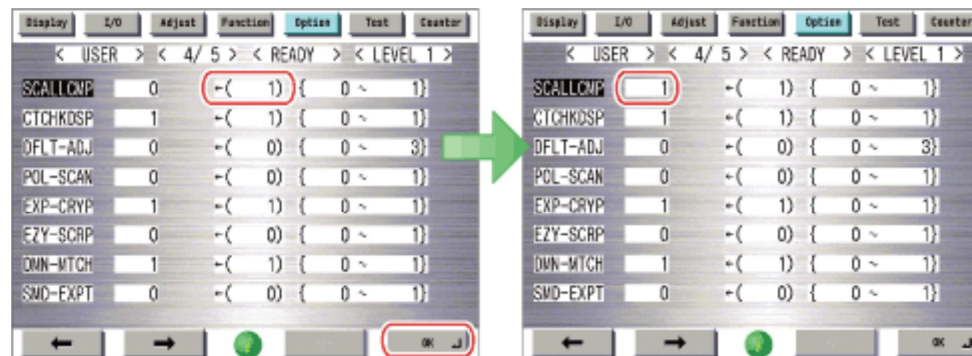 Display I/O Adjust Function Option Test Counter
< USER > < 4/ 5 > < READY > < LEVEL 1 >
SCALLCMP 0 ←( 1) { 0 ~ 1}
CTCHKDSP 1 ←( 1) { 0 ~ 1}
DFLT-ADJ 0 ←( 0) { 0 ~ 3}
POL-SCAN 0 ←( 0) { 0 ~ 1}
EXP-CRYP 1 ←( 1) { 0 ~ 1}
EZY-SCRP 0 ←( 0) { 0 ~ 1}
DMN-MTCH 1 ←( 1) { 0 ~ 1}
SMD-EXPT 0 ←( 0) { 0 ~ 1}
← → OK ↵
Display I/O Adjust Function Option Test Counter
< USER > < 4/ 5 > < READY > < LEVEL 1 >
SCALLCMP 1 ←( 1) { 0 ~ 1}
CTCHKDSP 1 ←( 1) { 0 ~ 1}
DFLT-ADJ 0 ←( 0) { 0 ~ 3}
POL-SCAN 0 ←( 0) { 0 ~ 1}
EXP-CRYP 1 ←( 1) { 0 ~ 1}
EZY-SCRP 0 ←( 0) { 0 ~ 1}
DMN-MTCH 1 ←( 1) { 0 ~ 1}
SMD-EXPT 0 ←( 0) { 0 ~ 1}
← → OK ↵